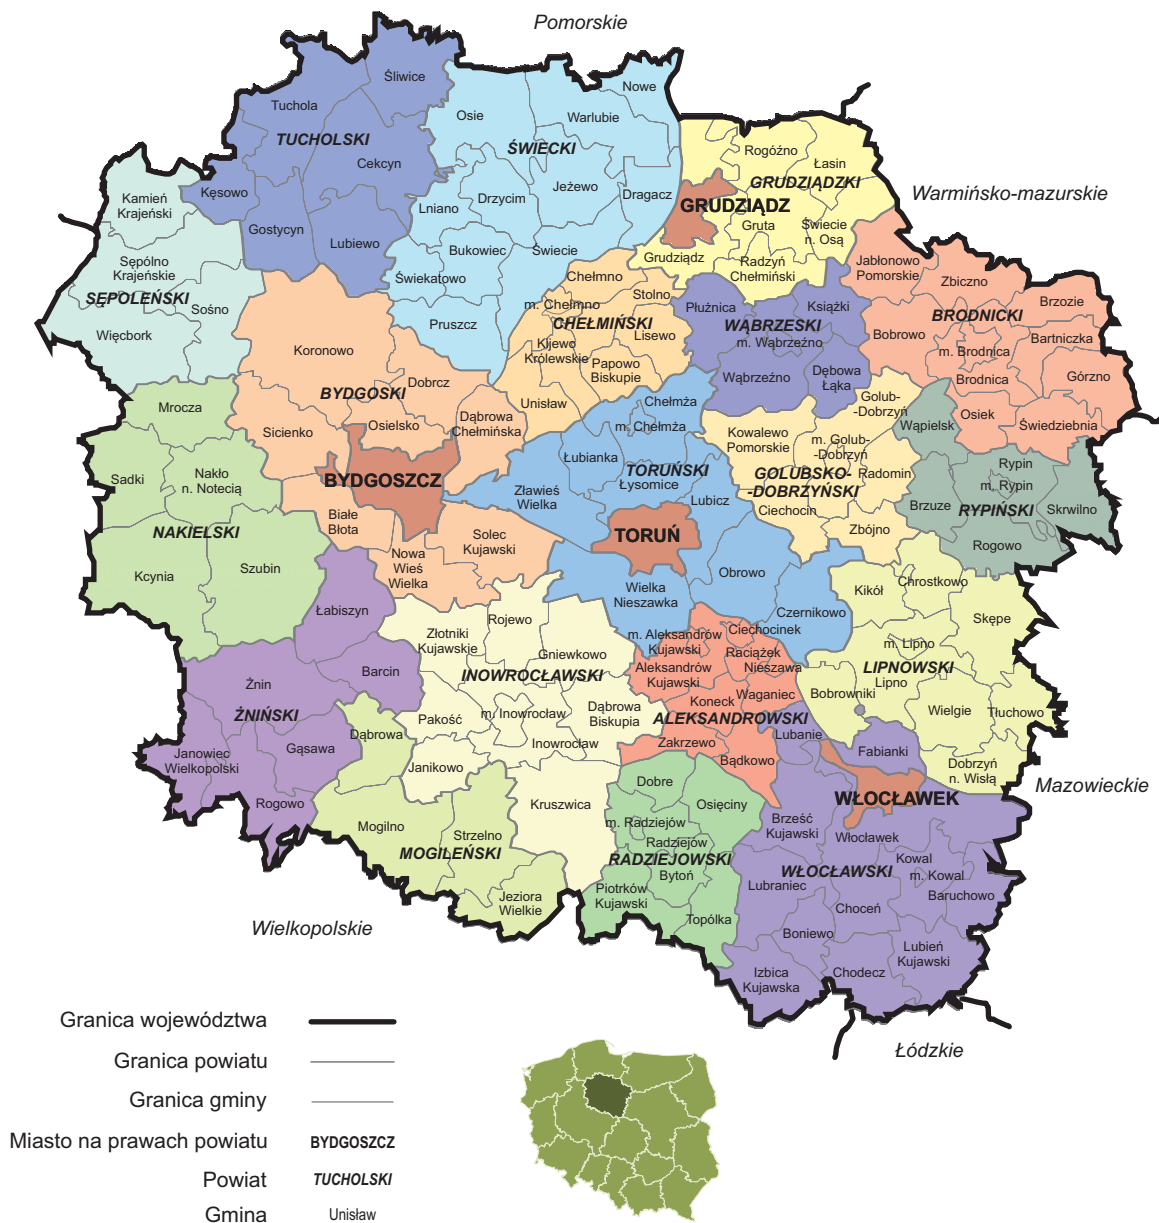 Pomorskie
Śliwice
Tuchola
TUCHOLSKI
Cekcyn
Kęsowo
Gostycyn
Lubiewo
Nowe
Osie
Warlubie
ŚWIECKI
Jeżewo
Drzycim
Dragacz
Lniano
Bukowiec
Świecie
Świekatowo
Pruszcz
Rogóźno
Łasin
GRUDZIĄDZKI
GRUDZIĄDZ
Gruta
Świecie
n. Osą
Grudziądz
Radzyń
Chełmiński
Warmińsko-mazurskie
Kamień
Krajeński
Sępólno
Krajeńskie
SĘPOLEŃSKI
Sośno
Więcbork
Chełmno
Stolno
m. Chełmno
CHEŁMIŃSKI
Lisewo
Kijewo
Królewskie
Papowo
Biskupie
Unisław
Płużnica
Książki
WĄBRZESKI
m. Wąbrzeźno
Wąbrzeźno
Dębowa
Łąka
Jabłonowo
Pomorskie
Zbiczno
Brzozie
BRODNICKI
Bobrowo
Bartniczka
m. Brodnica
Brodnica
Górzno
Osiek
Świedziebnia
Koronowo
Dobrcz
BYDGOSKI
Osielsko
Dąbrowa
Chełmińska
Sicienko
BYDGOSZCZ
Białe
Błota
Solec
Kujawski
Nowa
Wieś
Wielka
Mrocza
Sadki
Nakło
n. Notecią
NAKIELSKI
Kcynia
Szubin
Chełmża
m. Chełmża
Łubianka
TORUŃSKI
Łysomice
Zławieś
Wielka
Lubicz
TORUŃ
Obrowo
Wielka
Nieszawka
Czernikowo
Golub-
-Dobrzyń
Kowalewo
Pomorskie
m. Golub-
-Dobrzyń
GOLUBSKO-
-DOBRZYŃSKI
Radomin
Ciechocin
Zbójno
Wąpielsk
Rypin
m. Rypin
Brzuze
RYPIŃSKI
Skrwilno
Rogowo
Łabiszyn
Barcin
Żnin
ŻNIŃSKI
Gąsawa
Janowiec
Wielkopolski
Rogowo
Rojewo
Złotniki
Kujawskie
Gniewkowo
INOWROCŁAWSKI
Pakość
m. Inowrocław
Dąbrowa
Biskupia
Inowrocław
Janikowo
Kruszwica
m. Aleksandrów
Kujawski
Ciechocinek
Raciążek
Nieszawa
Aleksandrów
Kujawski
Koneck
Waganiec
ALEKSANDROWSKI
Zakrzewo
Bądkowo
Kikół
Chrostkowo
Skępe
m. Lipno
LIPNOWSKI
Lipno
Bobrowniki
Wielgie
Tłuchowo
Dobrzyń
n. Wisłą
Mazowieckie
Dąbrowa
Mogilno
Strzelno
MOGILEŃSKI
Jeziora
Wielkie
Dobre
Osięciny
m. Radziejów
Radziejów
RADZIEJOWSKI
Bytoń
Piotrków
Kujawski
Topólka
Lubanie
Fabianki
WŁOCŁAWEK
Brześć
Kujawski
Włocławek
Kowal
m. Kowal
WŁOCŁAWSKI
Lubraniec
Baruchowo
Choceń
Boniewo
Lubień
Kujawski
Izbica
Kujawska
Chodecz
Wielkopolskie
Łódzkie
Granica województwa
Granica powiatu
Granica gminy
Miasto na prawach powiatu BYDGOSZCZ
Powiat TUCHOLSKI
Gmina Unisław